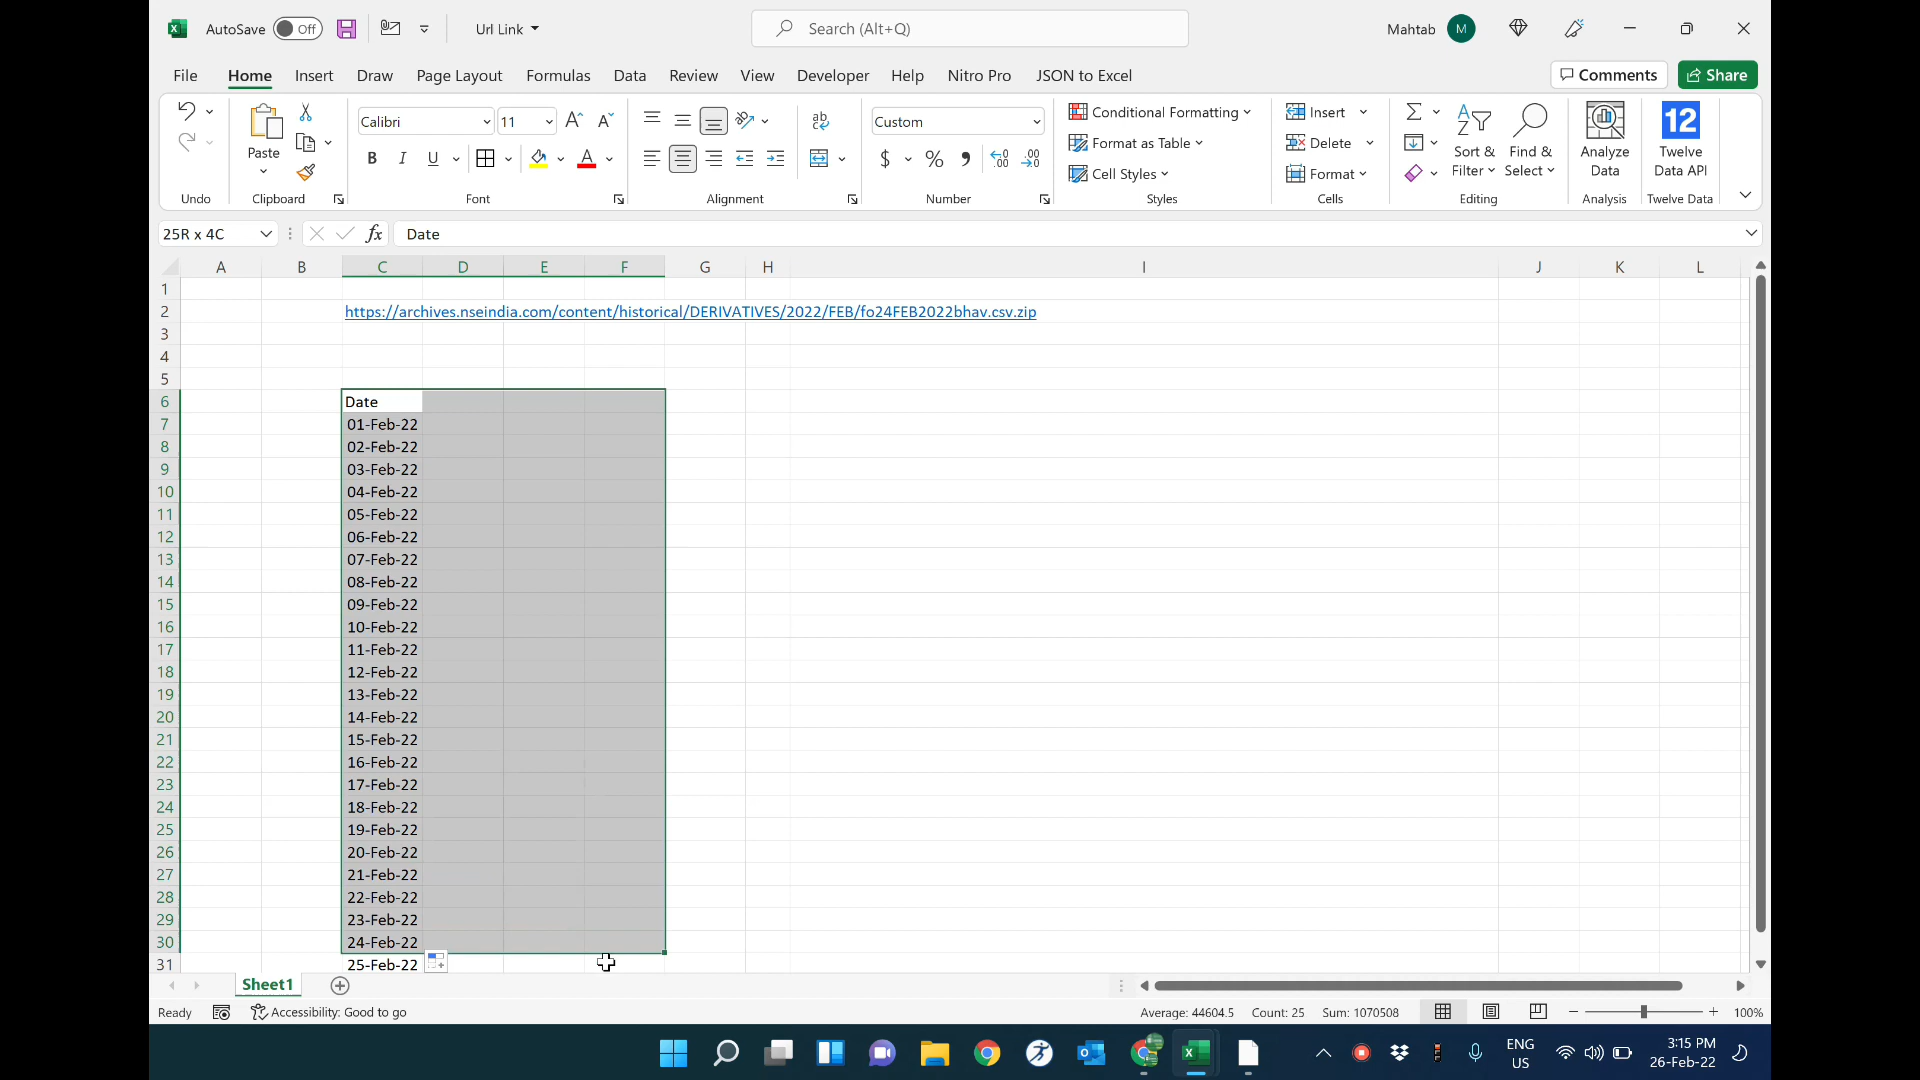 AutoSave Off Url Link Search (Alt+Q) Mahtab M
File Home Insert Draw Page Layout Formulas Data Review View Developer Help Nitro Pro JSON to Excel Comments Share
Paste
Undo
Clipboard
Calibri 11
B I U
Font
ab
Alignment
Custom
$ % 9
Number
Conditional Formatting
Format as Table
Cell Styles
Styles
Insert
Delete
Format
Cells
Sort & Filter
Find & Select
Editing
Analyze Data
Analysis
12
Twelve Data API
Twelve Data
25R x 4C fx Date
A B C D E F G H I J K L
1
2 https://archives.nseindia.com/content/historical/DERIVATIVES/2022/FEB/fo24FEB2022bhav.csv.zip
3
4
5
6 Date
7 01-Feb-22
8 02-Feb-22
9 03-Feb-22
10 04-Feb-22
11 05-Feb-22
12 06-Feb-22
13 07-Feb-22
14 08-Feb-22
15 09-Feb-22
16 10-Feb-22
17 11-Feb-22
18 12-Feb-22
19 13-Feb-22
20 14-Feb-22
21 15-Feb-22
22 16-Feb-22
23 17-Feb-22
24 18-Feb-22
25 19-Feb-22
26 20-Feb-22
27 21-Feb-22
28 22-Feb-22
29 23-Feb-22
30 24-Feb-22
31 25-Feb-22
Sheet1
Ready Accessibility: Good to go Average: 44604.5 Count: 25 Sum: 1070508 100%
ENG US 3:15 PM
26-Feb-22